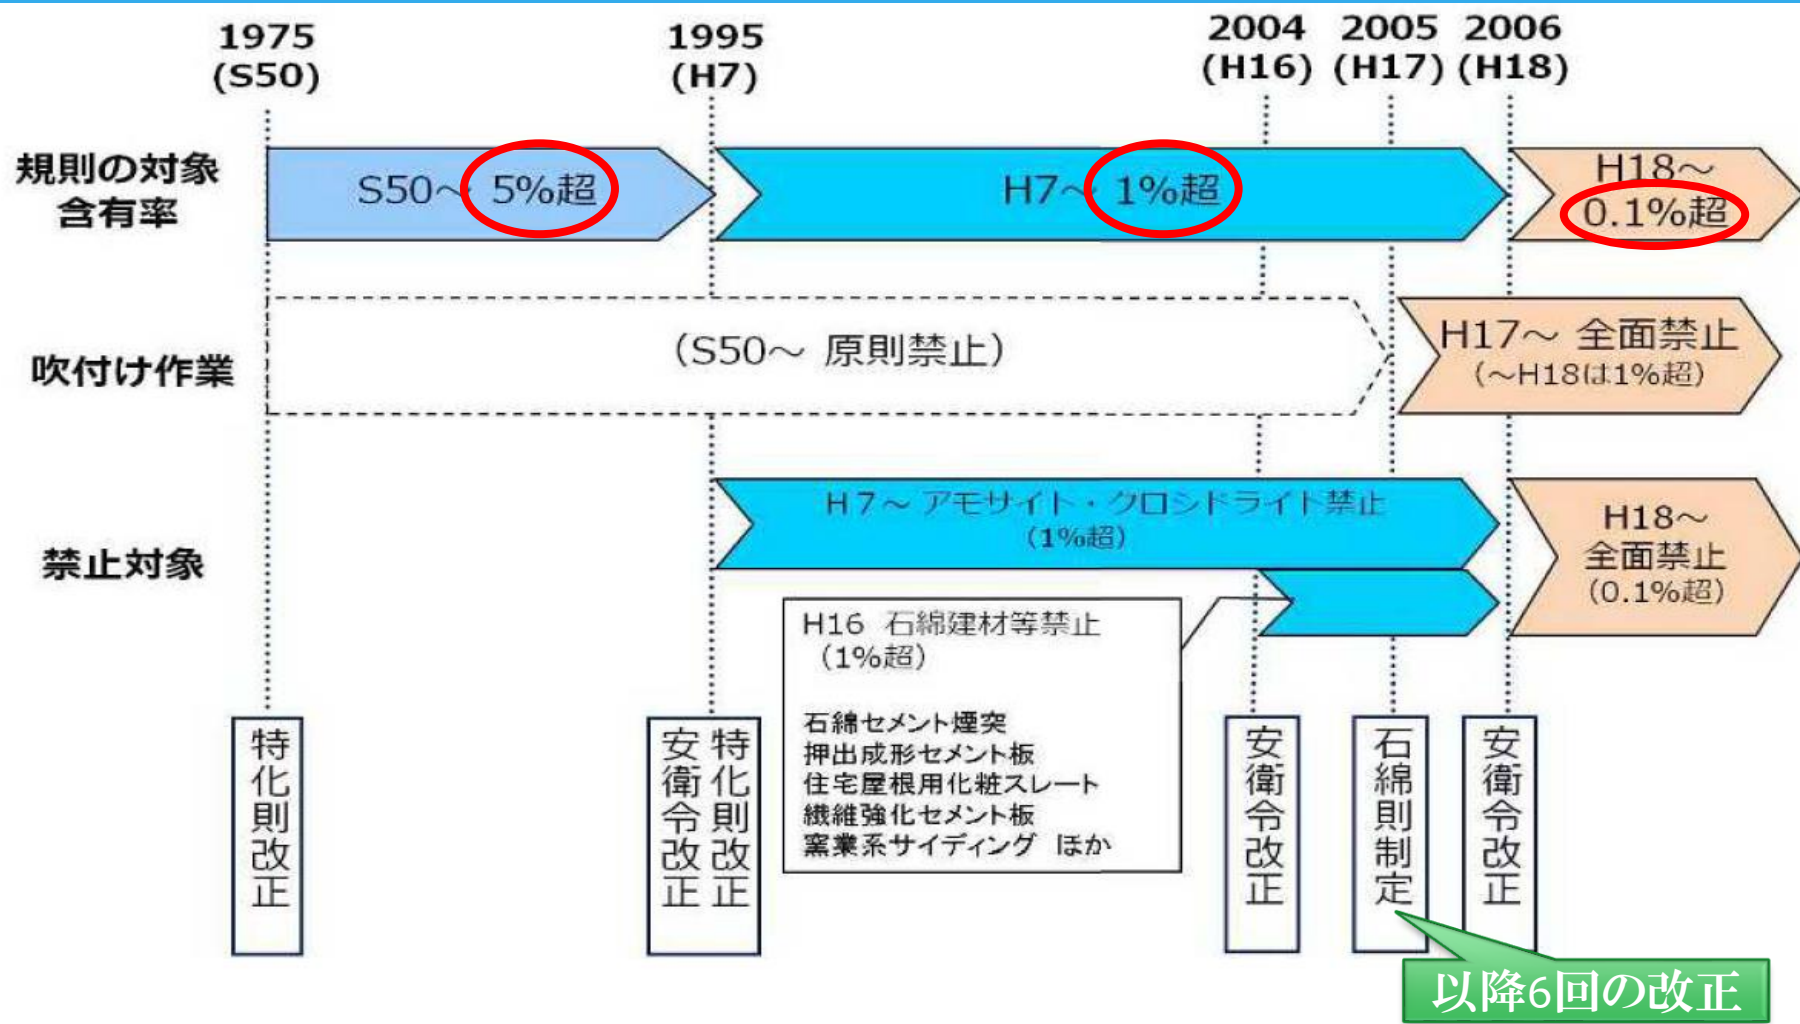 1975
(S50)
1995
(H7)
2004
(H16)
2005
(H17)
2006
(H18)
規則の対象
含有率
S50～ 5%超
H7～ 1%超
H18～
0.1%超
吹付け作業
（S50～ 原則禁止）
H17～ 全面禁止
（～H18は1%超）
禁止対象
H７～ アモサイト・クロシドライト禁止
（1%超）
H18～
全面禁止
（0.1%超）
H16 石綿建材等禁止
（1%超）
石綿セメント煙突
押出成形セメント板
住宅屋根用化粧スレート
繊維強化セメント板
窯業系サイディング ほか
特化則改正
特化則改正
安衛令改正
安衛令改正
石綿則制定
安衛令改正
以降6回の改正